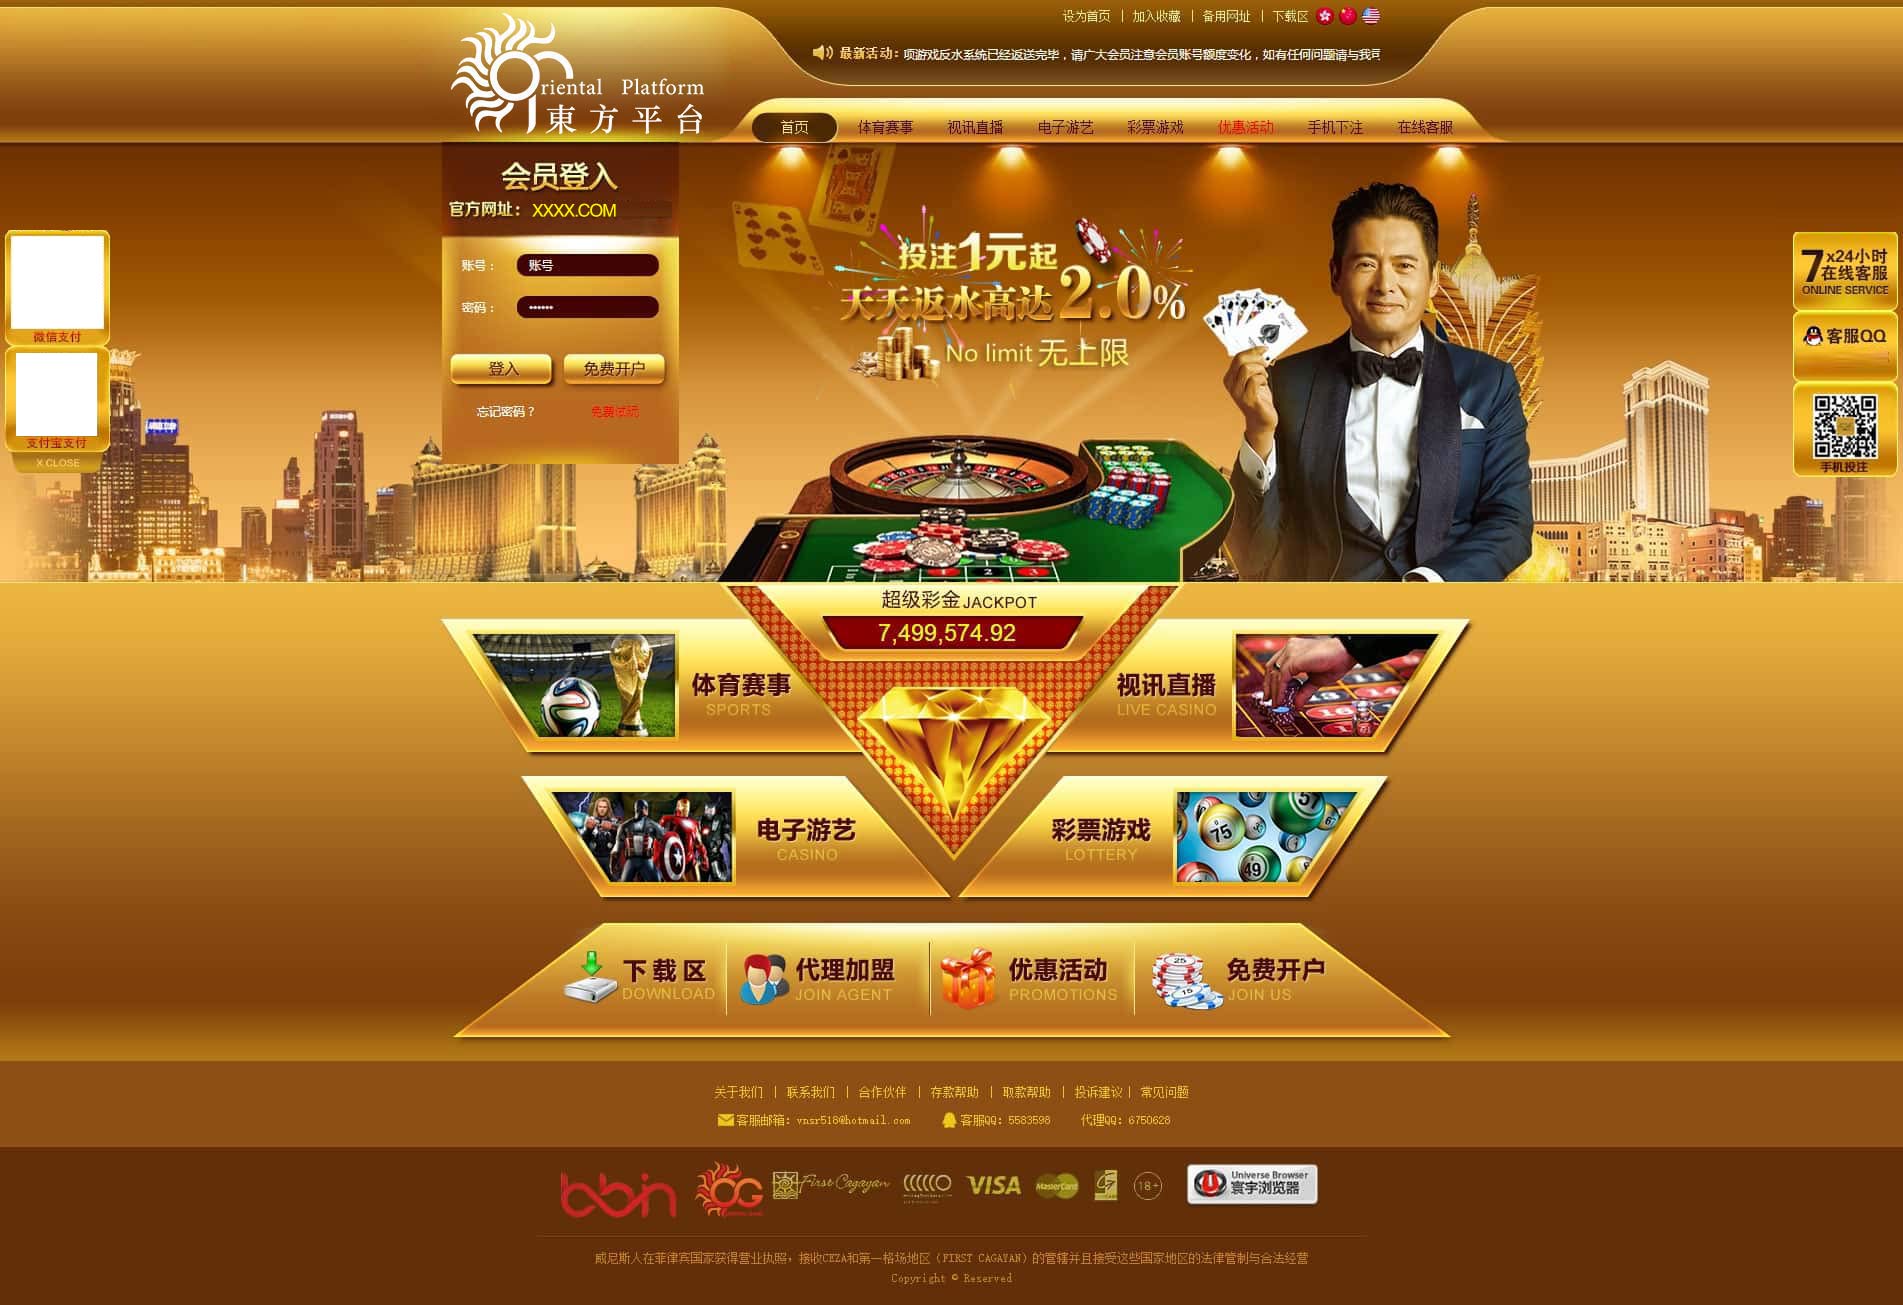 设为首页 | 加入收藏 | 备用网址 | 下载区
最新活动: 项游戏反水系统已经返送完毕，请广大会员注意会员账号额度变化，如有任何问题请与我司
Oriental Platform
東方平台
首页 体育赛事 视讯直播 电子游艺 彩票游戏 优惠活动 手机下注 在线客服
会员登入
官方网址: XXXX.COM
账号: 账号
密码: ••••••
登入 免费开户
忘记密码? 免费试玩
微信支付
支付宝支付
X CLOSE
投注1元起
天天返水高达2.0%
No limit 无上限
7x24小时
在线客服
ONLINE SERVICE
客服QQ
手机投注
超级彩金JACKPOT
7,499,574.92
体育赛事
SPORTS
视讯直播
LIVE CASINO
电子游艺
CASINO
彩票游戏
LOTTERY
75
51
49
下载区
DOWNLOAD
代理加盟
JOIN AGENT
优惠活动
PROMOTIONS
25
15
免费开户
JOIN US
关于我们 | 联系我们 | 合作伙伴 | 存款帮助 | 取款帮助 | 投诉建议 | 常见问题
客服邮箱: vnsr518@hotmail.com 客服QQ: 5583598 代理QQ: 6750628
bbin OG First Cagayan VISA MasterCard 18+
Universe Browser
寰宇浏览器
威尼斯人在菲律宾国家获得营业执照，接收CEZA和第一格场地区（FIRST CAGAYAN）的管辖并且接受这些国家地区的法律管制与合法经营
Copyright © Reserved